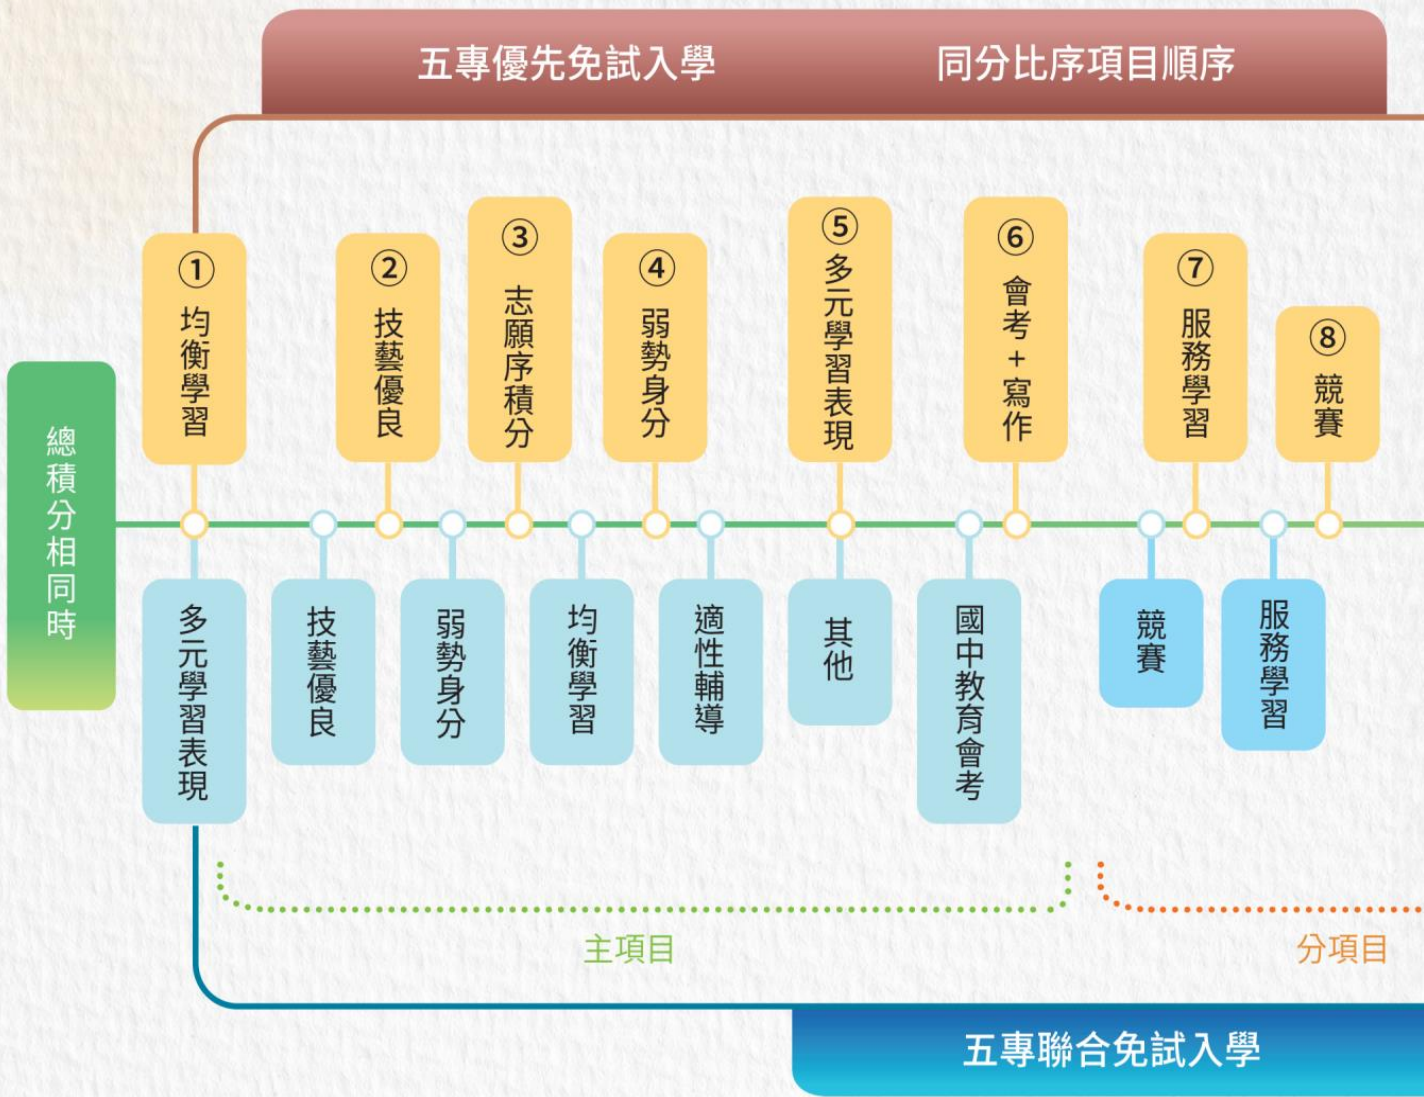 五專優先免試入學 同分比序項目順序
① 均衡學習
② 技藝優良
③ 志願序積分
④ 弱勢身分
⑤ 多元學習表現
⑥ 會考+寫作
⑦ 服務學習
⑧ 競賽
總積分相同時
多元學習表現
技藝優良
弱勢身分
均衡學習
適性輔導
其他
國中教育會考
競賽
服務學習
主項目
分項目
五專聯合免試入學